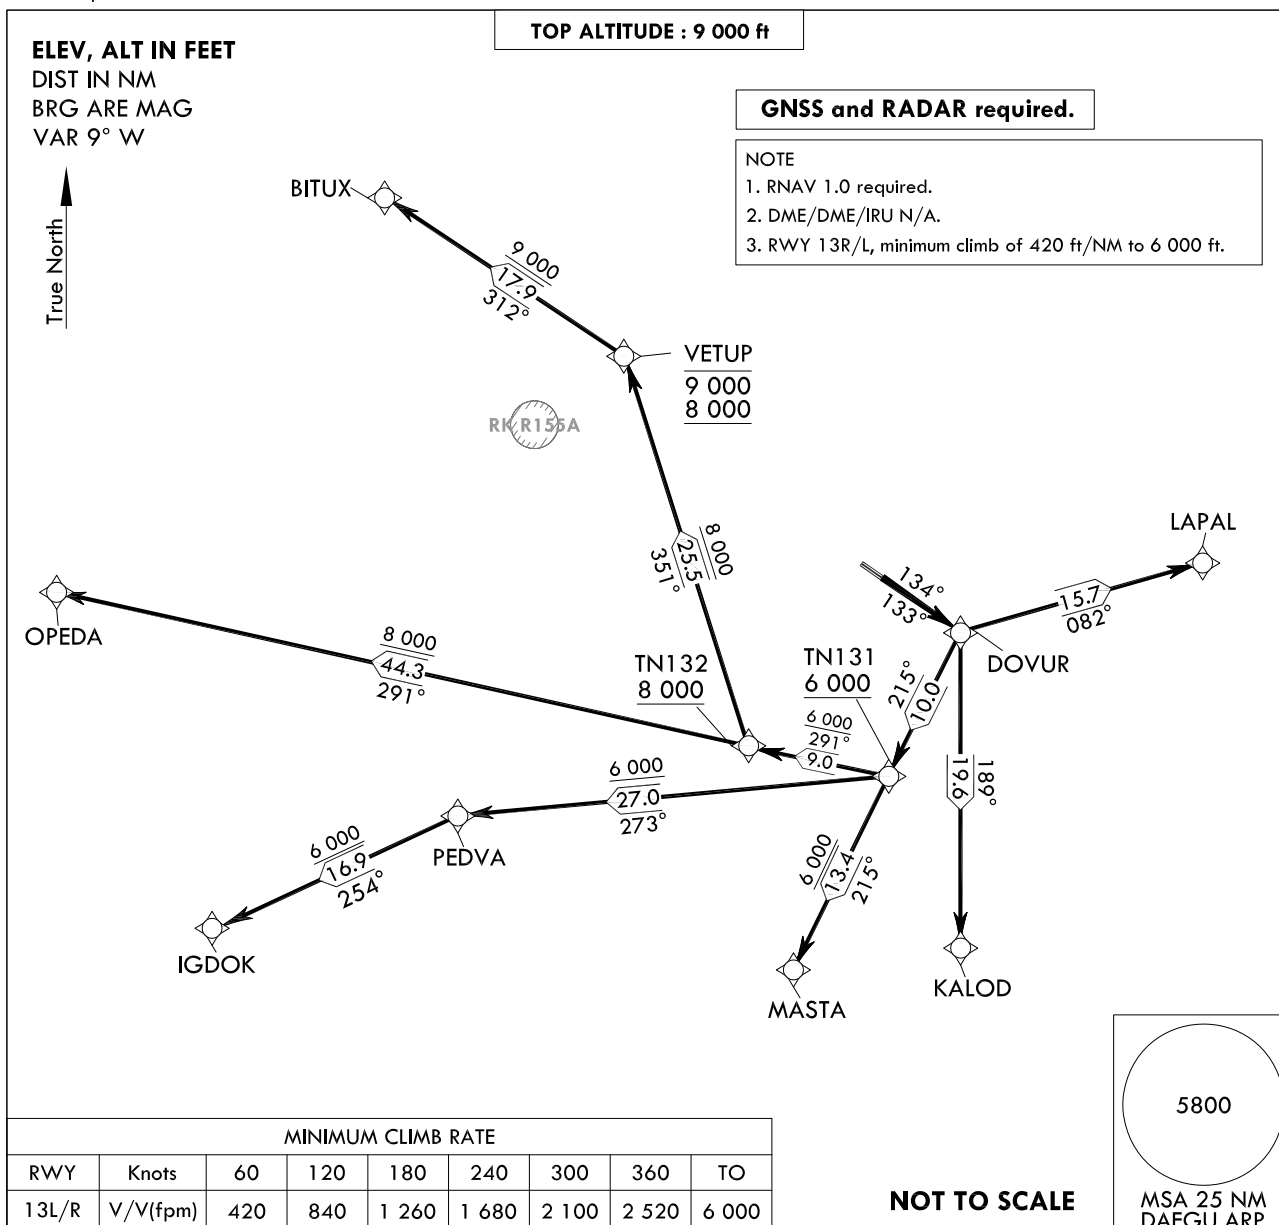 TOP ALTITUDE : 9 000 ft
ELEV, ALT IN FEET
DIST IN NM
BRG ARE MAG
VAR 9° W
True North
GNSS and RADAR required.
NOTE
1. RNAV 1.0 required.
2. DME/DME/IRU N/A.
3. RWY 13R/L, minimum climb of 420 ft/NM to 6 000 ft.
BITUX
9 000
17.9
312°
VETUP
9 000
8 000
RK R155A
8 000
25.5
351°
LAPAL
134°
133°
15.7
082°
DOVUR
OPEDA
8 000
44.3
291°
TN132
8 000
TN131
6 000
215°
10.0
6 000
291°
9.0
189°
19.6
6 000
27.0
273°
PEDVA
6 000
16.9
254°
IGDOK
6 000
13.4
215°
MASTA
KALOD
5800
MSA 25 NM
DAEGU ARP
MINIMUM CLIMB RATE
RWY Knots 60 120 180 240 300 360 TO
13L/R V/V(fpm) 420 840 1 260 1 680 2 100 2 520 6 000
NOT TO SCALE